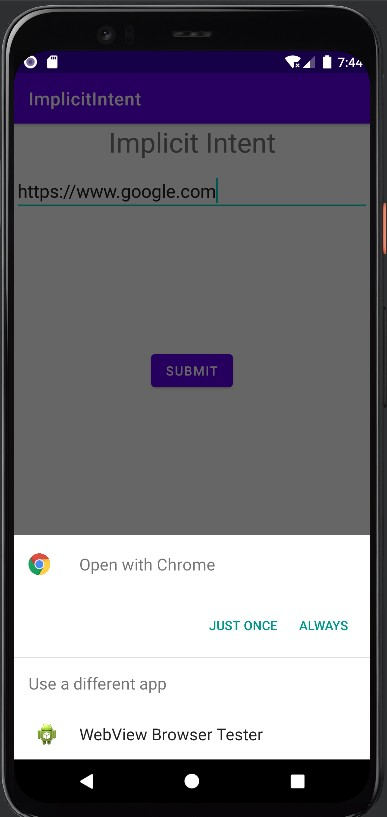 7:44
ImplicitIntent
Implicit Intent
https://www.google.com
SUBMIT
Open with Chrome
JUST ONCE ALWAYS
Use a different app
WebView Browser Tester